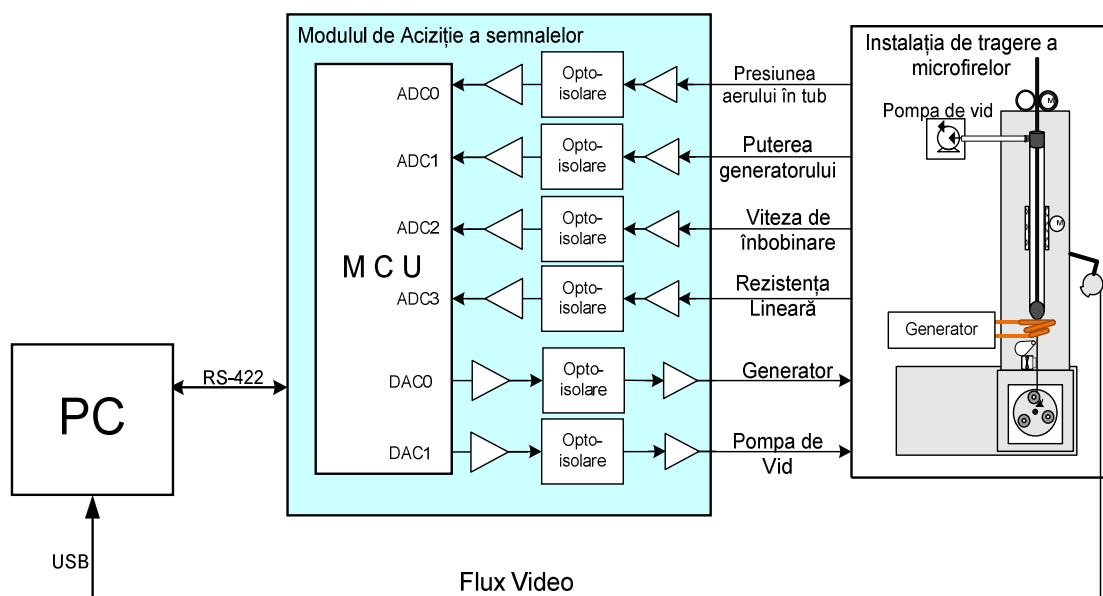 Modulul de Aciziție a semnalelor
Instalația de tragere a
microfirelor
ADC0
Opto-
isolare
Presiunea
aerului în tub
Pompa de vid
M
ADC1
Opto-
isolare
Puterea
generatorului
ADC2
Opto-
isolare
Viteza de
înbobinare
M
M C U
ADC3
Opto-
isolare
Rezistența
Lineară
Generator
PC
RS-422
DAC0
Opto-
isolare
Generator
DAC1
Opto-
isolare
Pompa de
Vid
USB
Flux Video